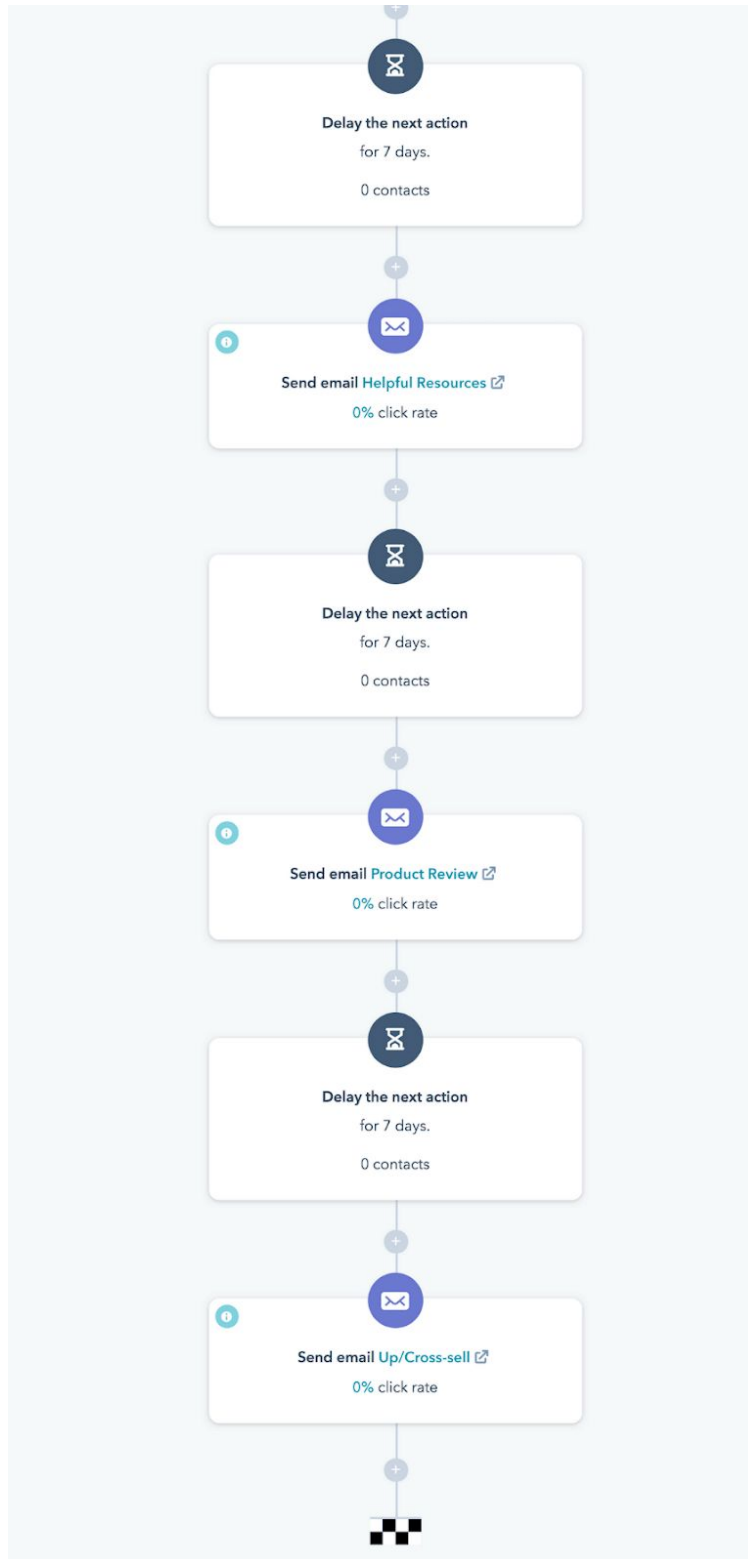 Delay the next action
for 7 days.
0 contacts
Send email Helpful Resources
0% click rate
Delay the next action
for 7 days.
0 contacts
Send email Product Review
0% click rate
Delay the next action
for 7 days.
0 contacts
Send email Up/Cross-sell
0% click rate